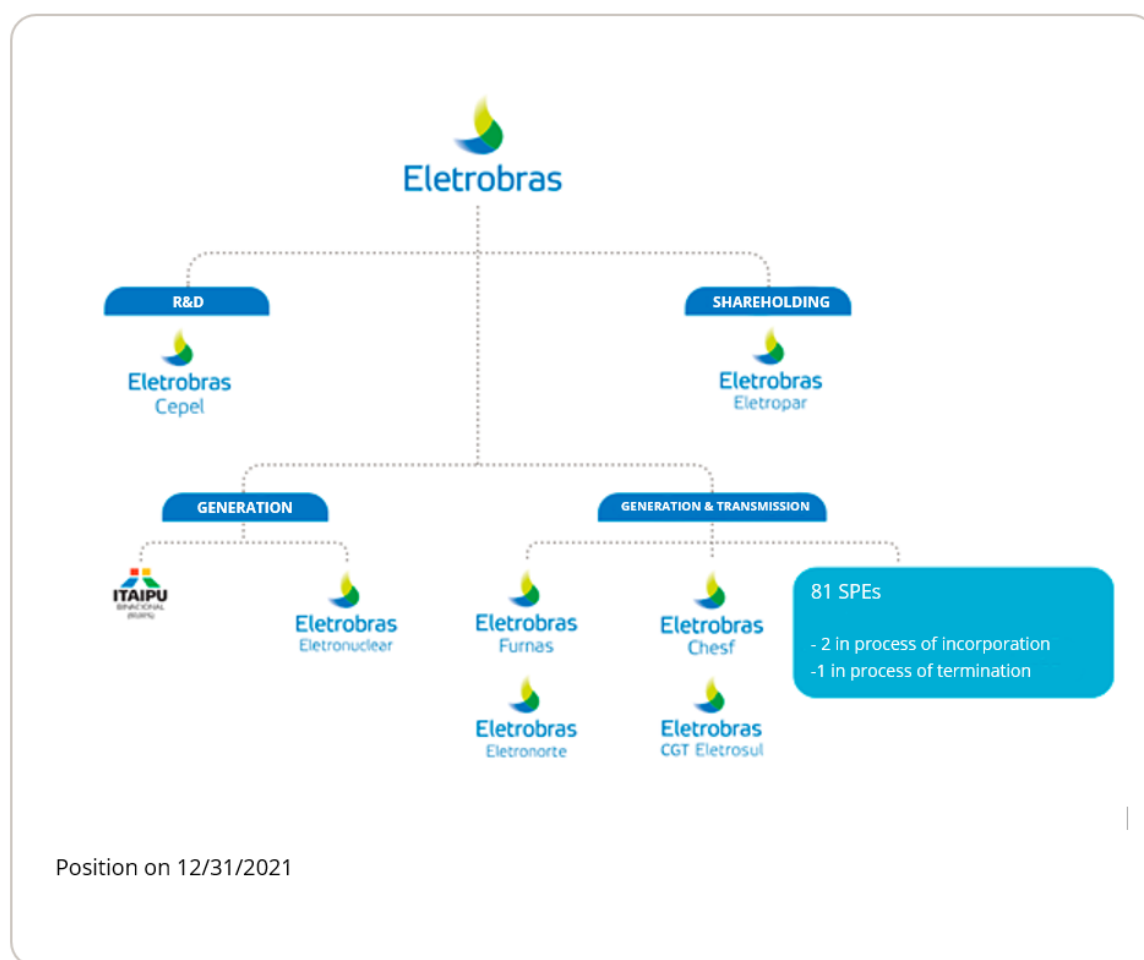 Eletrobras
R&D
SHAREHOLDING
Eletrobras
Cepel
Eletrobras
Eletropar
GENERATION
GENERATION & TRANSMISSION
ITAIPU
BINACIONAL
Eletrobras
Eletronuclear
Eletrobras
Furnas
Eletrobras
Chesf
81 SPEs
- 2 in process of incorporation
-1 in process of termination
Eletrobras
Eletronorte
Eletrobras
CGT Eletrosul
Position on 12/31/2021